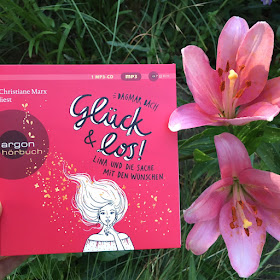 1 MP3-CD MP3
Christiane Marx
liest
DAGMAR BACH
Glück
& los!
LINA UND DIE SACHE
MIT DEN WÜNSCHEN
argon
hörbuch